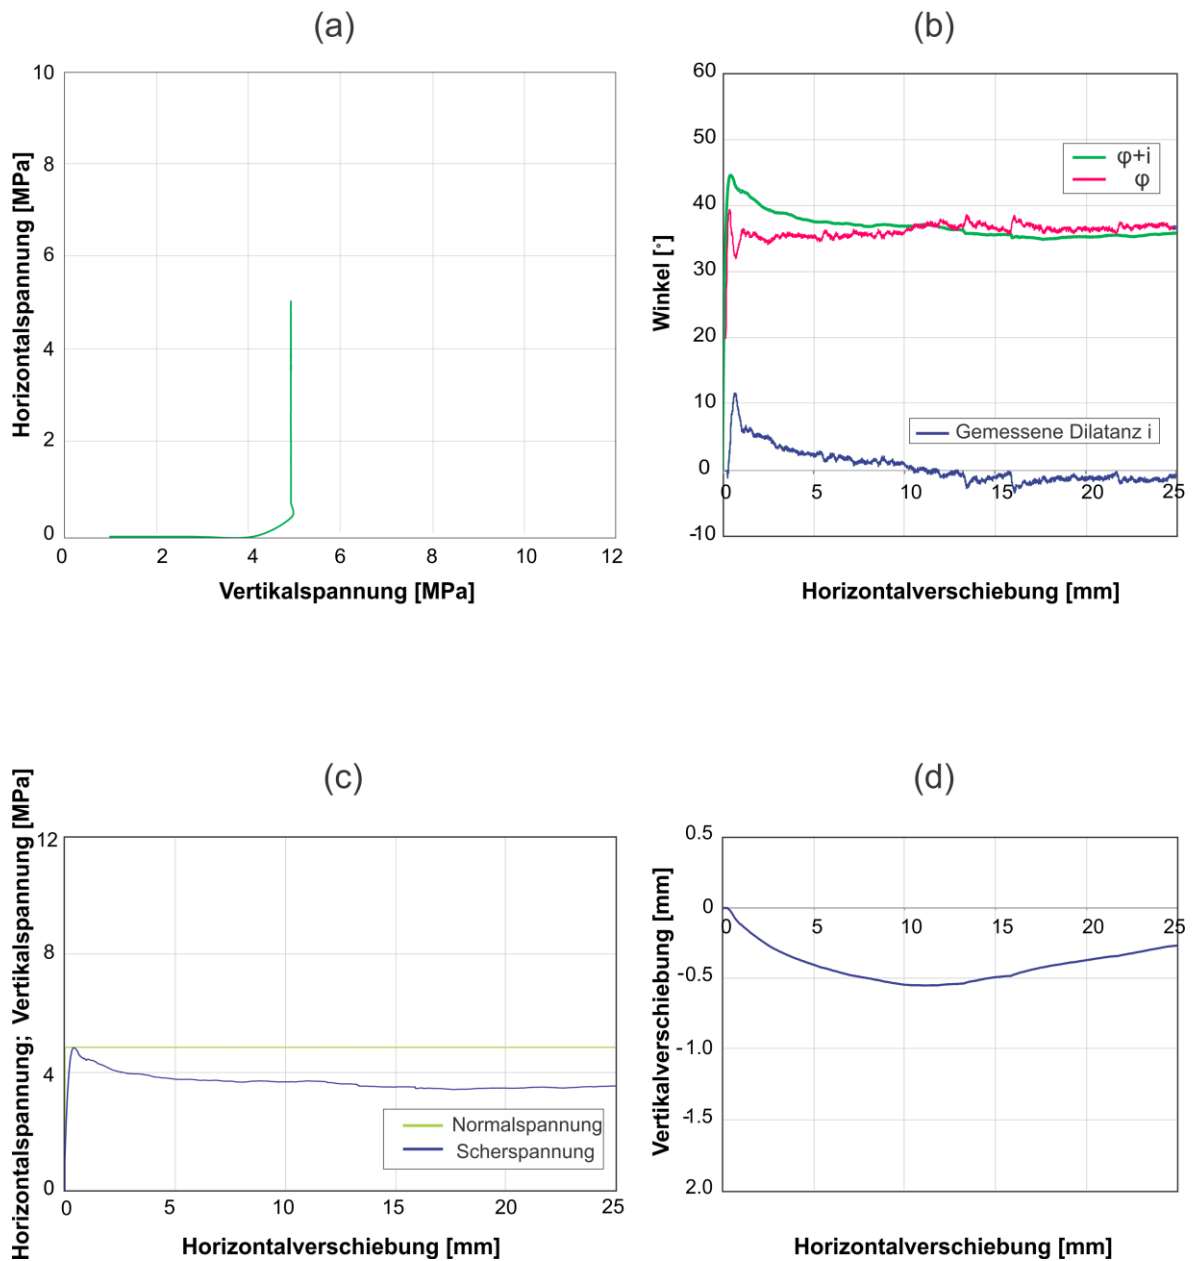 (a)
Horizontalspannung [MPa]
10
8
6
4
2
0
0 2 4 6 8 10 12
Vertikalspannung [MPa]
(b)
Winkel [°]
60
50
40
30
20
10
0
-10
φ+i
φ
Gemessene Dilatanz i
0 5 10 15 20 25
Horizontalverschiebung [mm]
(c)
Horizontalspannung; Vertikalspannung [MPa]
12
8
4
0
Normalspannung
Scherspannung
0 5 10 15 20 25
Horizontalverschiebung [mm]
(d)
Vertikalverschiebung [mm]
0.5
0
0 5 10 15 20 25
-0.5
-1.0
-1.5
2.0
Horizontalverschiebung [mm]